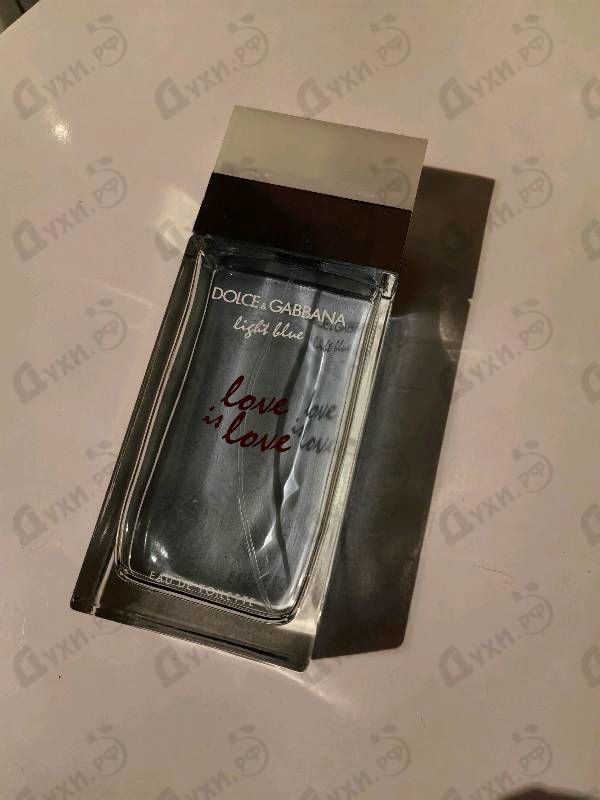 DOLCE & GABBANA
light blue
love
is love
EAU DE TOILETTE
Духи.рф